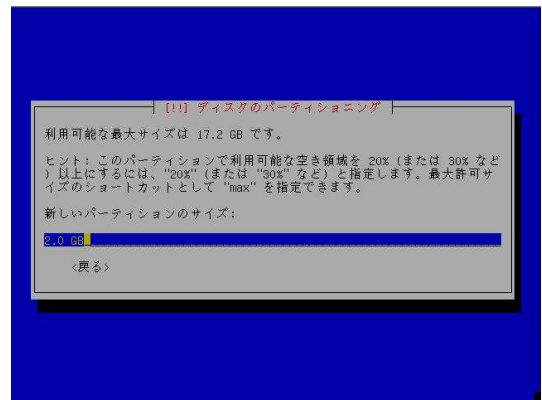 [!!] ディスクのパーティショニング
利用可能な最大サイズは 17.2 GB です。
ヒント: このパーティションで利用可能な空き領域を 20% (または 30% など
) 以上にするには、"20%" (または "30%" など) と指定します。最大許可サ
イズのショートカットとして "max" を指定できます。
新しいパーティションのサイズ:
2.0 GB
<戻る>